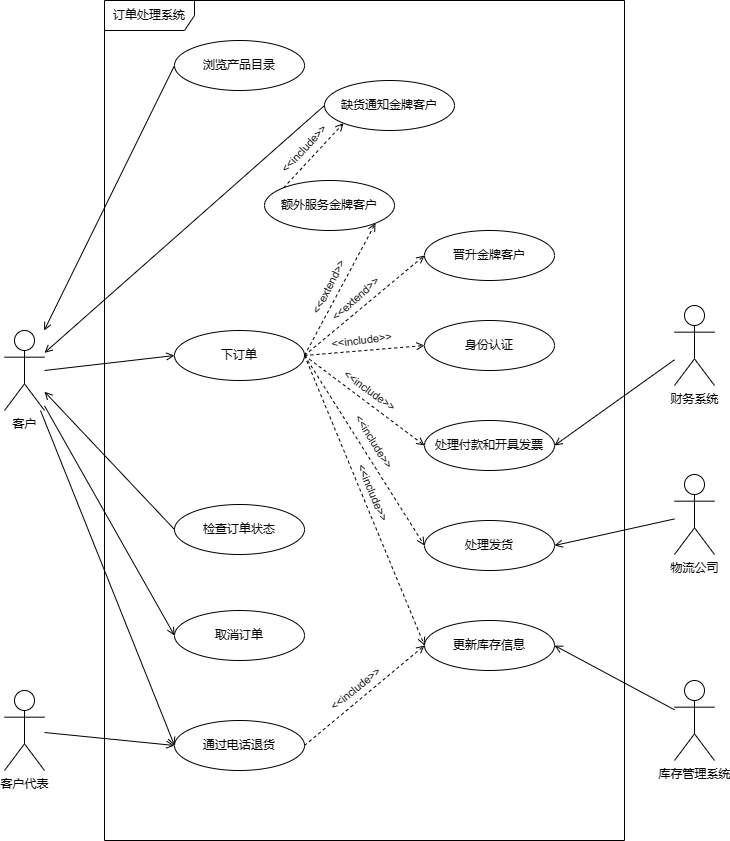 订单处理系统
浏览产品目录
缺货通知金牌客户
<<include>>
额外服务金牌客户
晋升金牌客户
<<extend>>
<<extend>>
下订单
<<include>>
身份认证
客户
财务系统
<<include>>
处理付款和开具发票
<<include>>
<<include>>
检查订单状态
处理发货
物流公司
取消订单
更新库存信息
<<include>>
通过电话退货
客户代表
库存管理系统